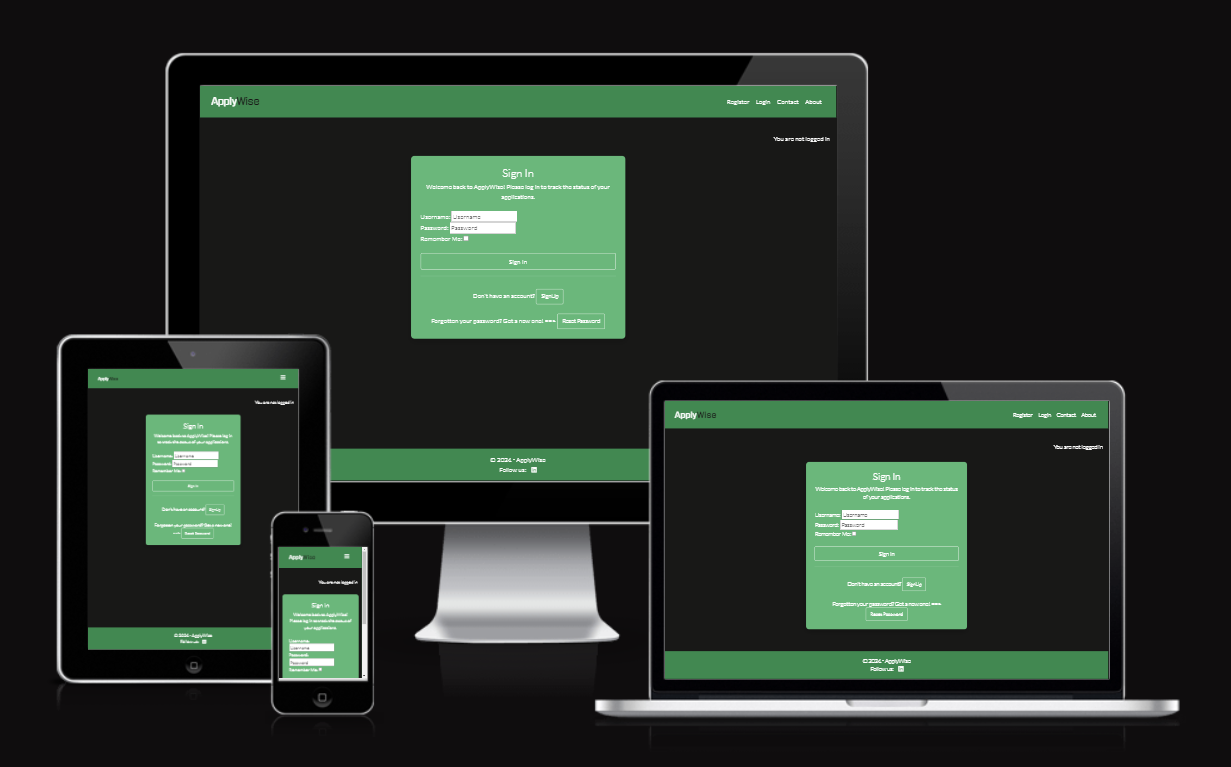 ApplyWise
Register Login Contact About
You are not logged in
Sign In
Welcome back to ApplyWise! Please log in to track the status of your
applications.
Username: Username
Password: Password
Remember Me:
Sign In
Don't have an account? SignUp
Forgotten your password? Get a new one! ==> Reset Password
© 2024 - ApplyWise
Follow us:
ApplyWise
You are not logged in
Sign In
Welcome back to ApplyWise! Please log in
to track the status of your applications.
Username: Username
Password: Password
Remember Me:
Sign In
Don't have an account? SignUp
Forgotten your password? Get a new one!
Reset Password
© 2024 - ApplyWise
Follow us:
ApplyWise
You are not logged in
Sign In
Welcome back to ApplyWise!
Please log in to track the status of
your applications.
Username:
Username
Password:
Password
Remember Me:
ApplyWise
Register Login Contact About
You are not logged in
Sign In
Welcome back to ApplyWise! Please log in to track the status
of your applications.
Username: Username
Password: Password
Remember Me:
Sign In
Don't have an account? SignUp
Forgotten your password? Get a new one! ==>
Reset Password
© 2024 - ApplyWise
Follow us: